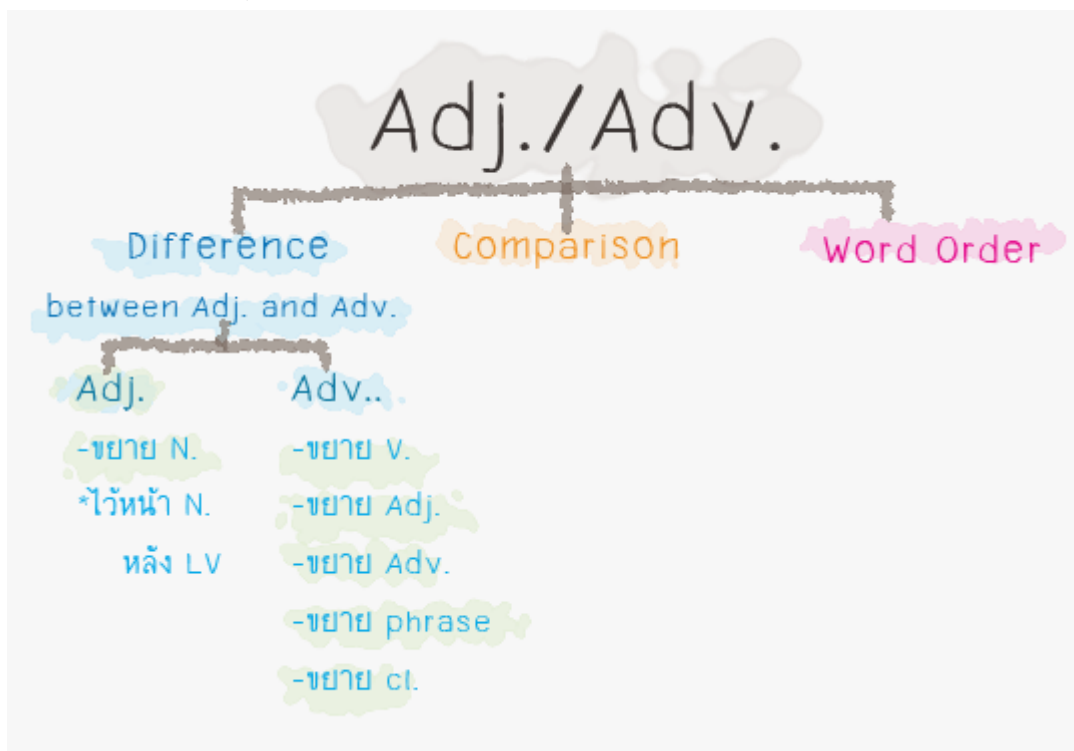 Adj./Adv.
Difference
between Adj. and Adv.
Comparison
Word Order
Adj.
-ขยาย N.
*ไว้หน้า N.
หลัง LV
Adv..
-ขยาย V.
-ขยาย Adj.
-ขยาย Adv.
-ขยาย phrase
-ขยาย cl.